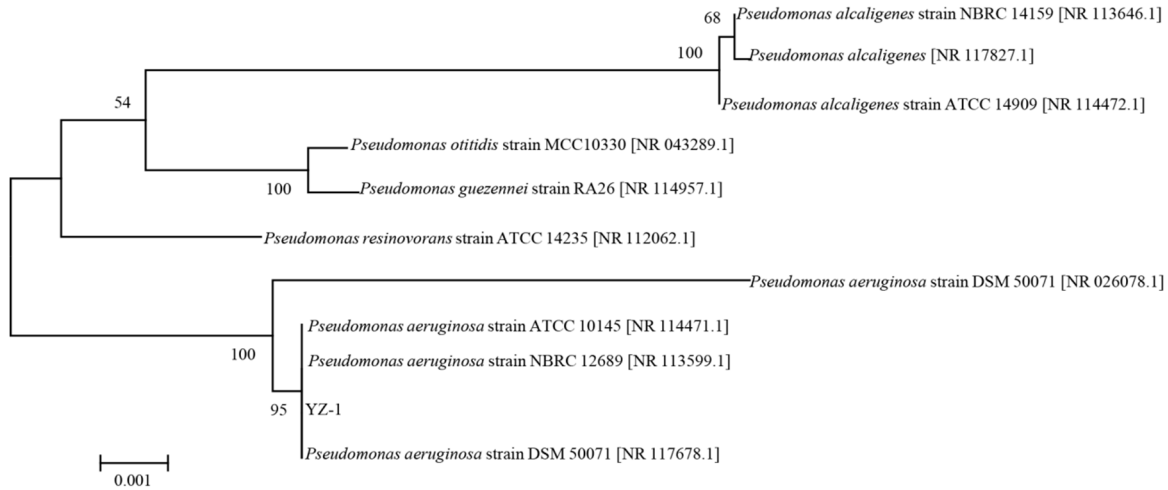 68
Pseudomonas alcaligenes strain NBRC 14159 [NR 113646.1]
100
Pseudomonas alcaligenes [NR 117827.1]
54
Pseudomonas alcaligenes strain ATCC 14909 [NR 114472.1]
Pseudomonas otitidis strain MCC10330 [NR 043289.1]
100
Pseudomonas guezennei strain RA26 [NR 114957.1]
Pseudomonas resinovorans strain ATCC 14235 [NR 112062.1]
Pseudomonas aeruginosa strain DSM 50071 [NR 026078.1]
Pseudomonas aeruginosa strain ATCC 10145 [NR 114471.1]
100
Pseudomonas aeruginosa strain NBRC 12689 [NR 113599.1]
95
YZ-1
Pseudomonas aeruginosa strain DSM 50071 [NR 117678.1]
0.001